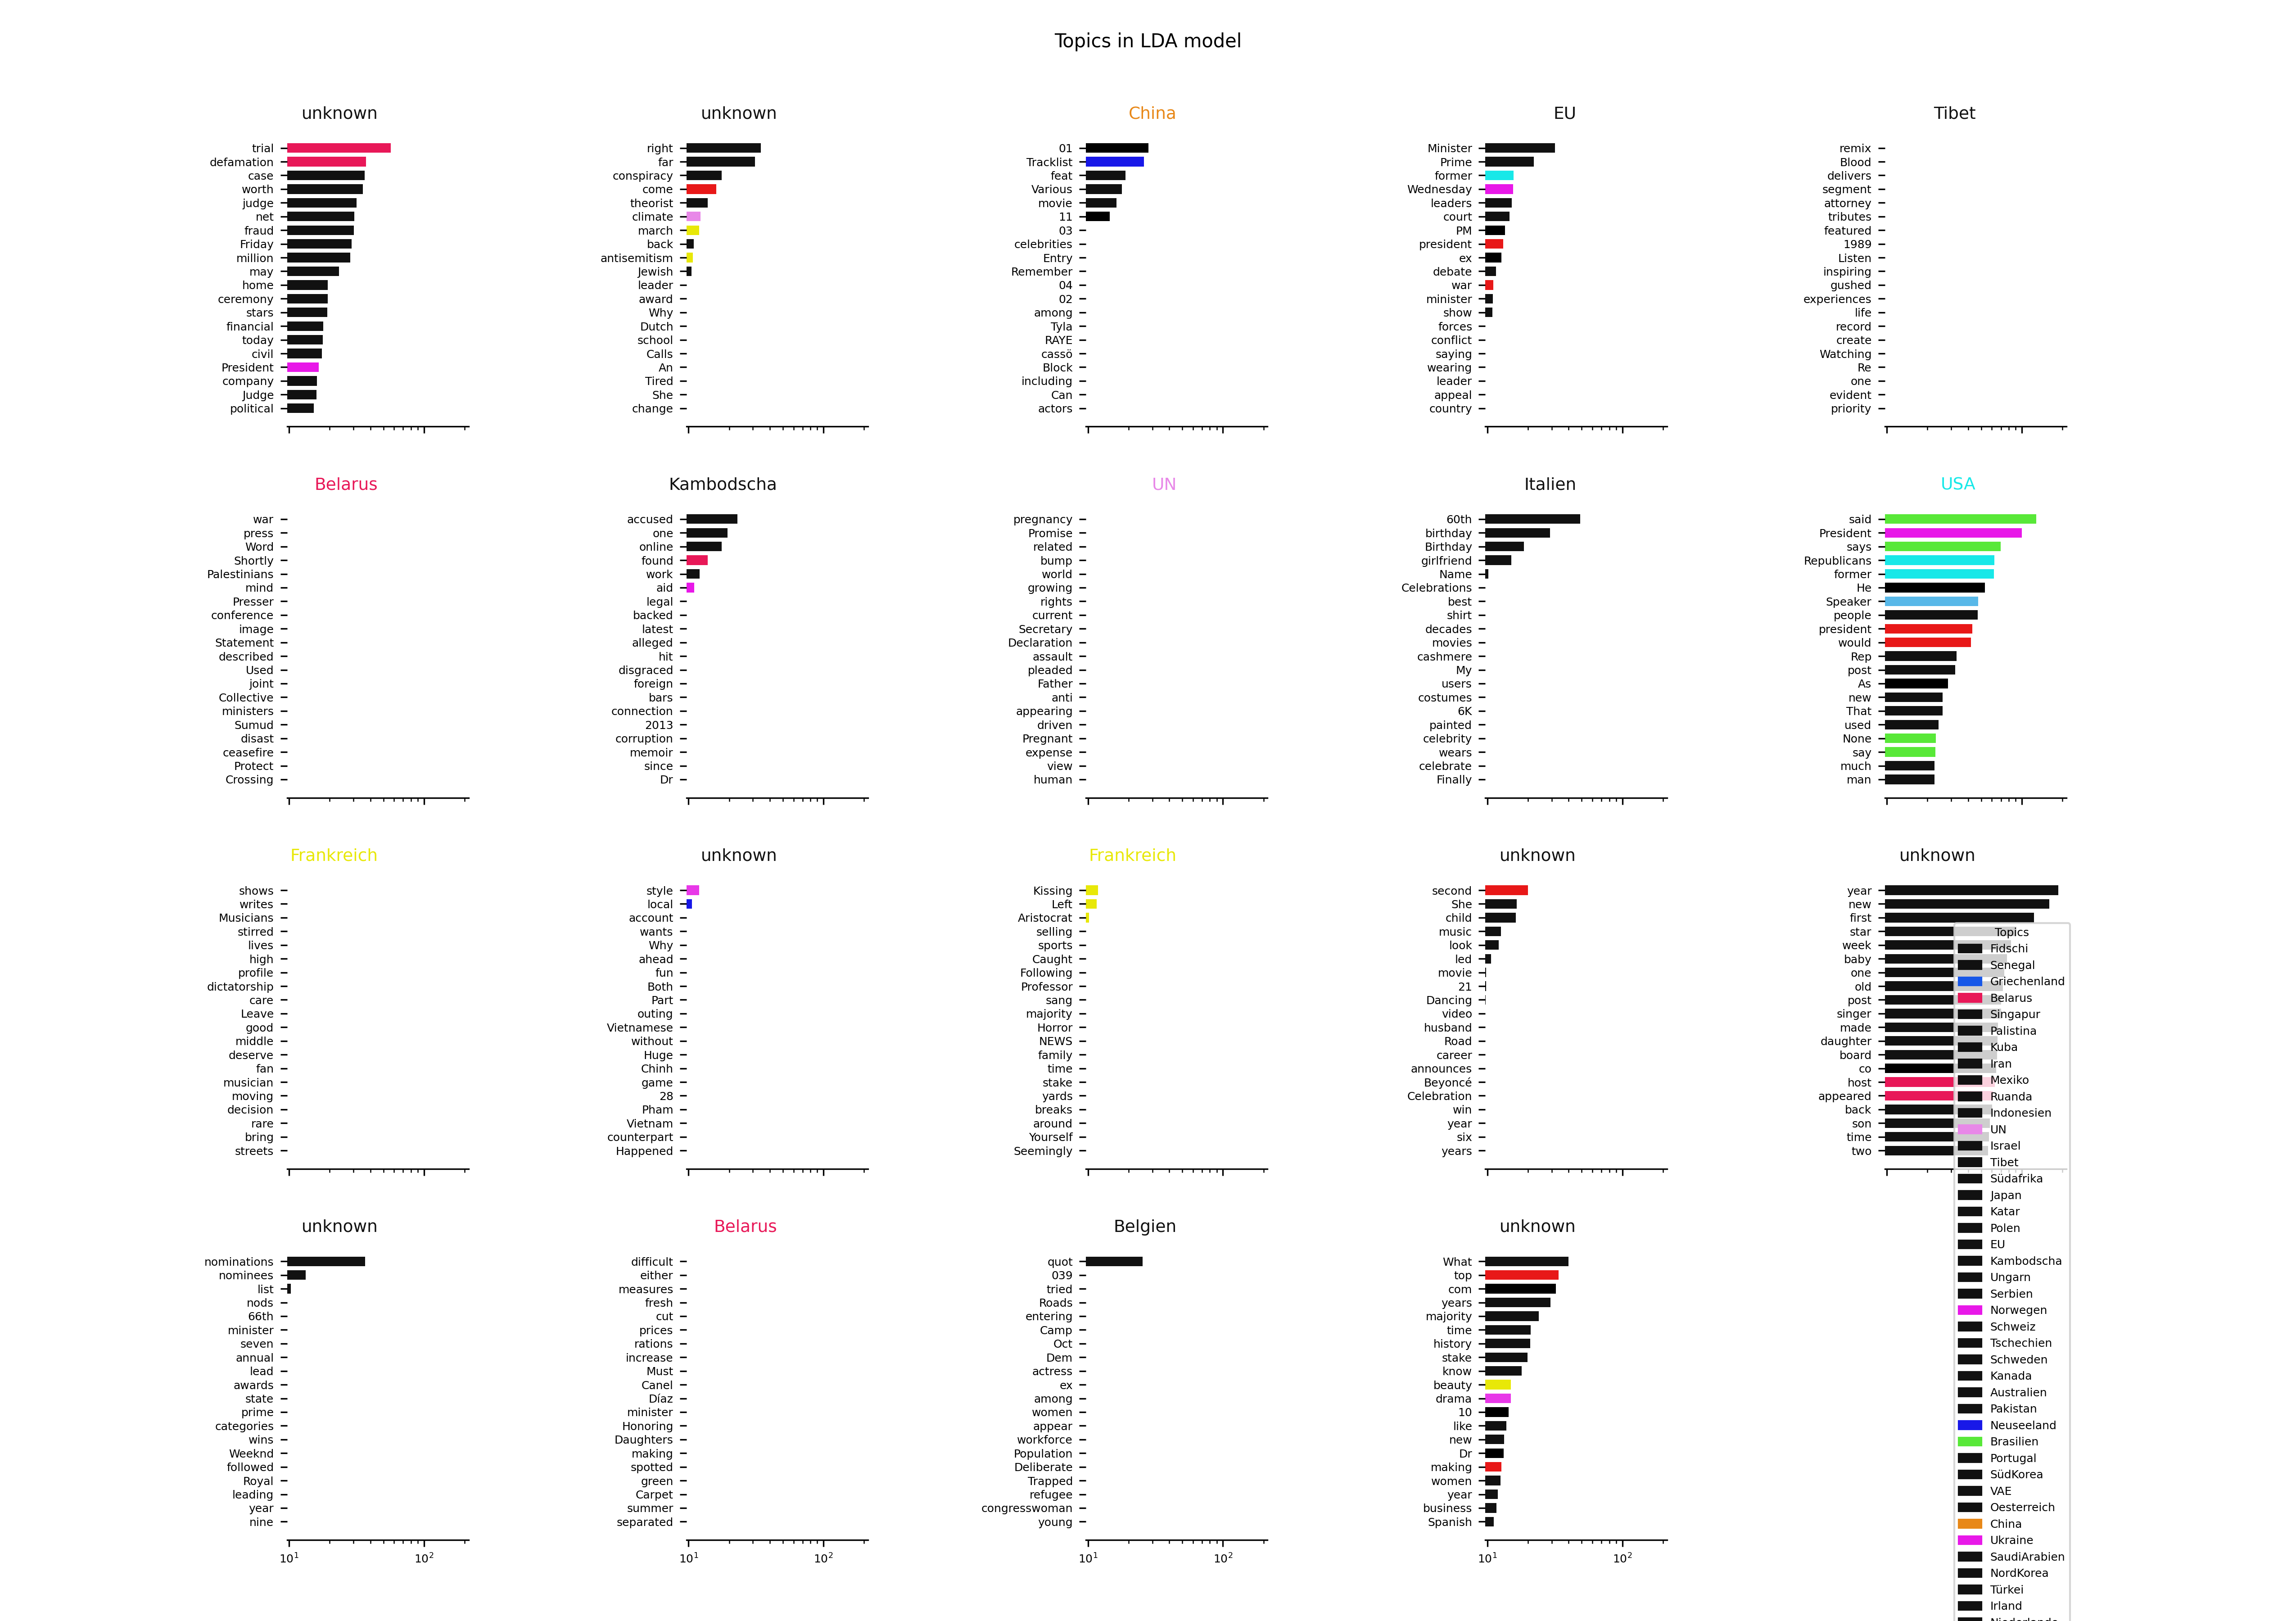 Topics in LDA model
unknown
trial
defamation
case
worth
judge
net
fraud
Friday
million
may
home
ceremony
stars
financial
today
civil
President
company
Judge
political
unknown
right
far
conspiracy
come
theorist
climate
march
back
antisemitism
Jewish
leader
award
Why
Dutch
school
Calls
An
Tired
She
change
China
01
Tracklist
feat
Various
movie
11
03
celebrities
Entry
Remember
04
02
among
Tyla
RAYE
cassö
Block
including
Can
actors
EU
Minister
Prime
former
Wednesday
leaders
court
PM
president
ex
debate
war
minister
show
forces
conflict
saying
wearing
leader
appeal
country
Tibet
remix
Blood
delivers
segment
attorney
tributes
featured
1989
Listen
inspiring
gushed
experiences
life
record
create
Watching
Re
one
evident
priority
Belarus
war
press
Word
Shortly
Palestinians
mind
Presser
conference
image
Statement
described
Used
joint
Collective
ministers
Sumud
disast
ceasefire
Protect
Crossing
Kambodscha
accused
one
online
found
work
aid
legal
backed
latest
alleged
hit
disgraced
foreign
bars
connection
2013
corruption
memoir
since
Dr
UN
pregnancy
Promise
related
bump
world
growing
rights
current
Secretary
Declaration
assault
pleaded
Father
anti
appearing
driven
Pregnant
expense
view
human
Italien
60th
birthday
Birthday
girlfriend
Name
Celebrations
best
shirt
decades
movies
cashmere
My
users
costumes
6K
painted
celebrity
wears
celebrate
Finally
USA
said
President
says
Republicans
former
He
Speaker
people
president
would
Rep
post
As
new
That
used
None
say
much
man
Frankreich
shows
writes
Musicians
stirred
lives
high
profile
dictatorship
care
Leave
good
middle
deserve
fan
musician
moving
decision
rare
bring
streets
unknown
style
local
account
wants
Why
ahead
fun
Both
Part
outing
Vietnamese
without
Huge
Chinh
game
28
Pham
Vietnam
counterpart
Happened
Frankreich
Kissing
Left
Aristocrat
selling
sports
Caught
Following
Professor
sang
majority
Horror
NEWS
family
time
stake
yards
breaks
around
Yourself
Seemingly
unknown
second
She
child
music
look
led
movie
21
Dancing
video
husband
Road
career
announces
Beyoncé
Celebration
win
year
six
years
unknown
year
new
first
star
week
baby
one
old
post
singer
made
daughter
board
co
host
appeared
back
son
time
two
unknown
nominations
nominees
list
nods
66th
minister
seven
annual
lead
awards
state
prime
categories
wins
Weeknd
followed
Royal
leading
year
nine
10¹ 10²
Belarus
difficult
either
measures
fresh
cut
prices
rations
increase
Must
Canel
Díaz
minister
Honoring
Daughters
making
spotted
green
Carpet
summer
separated
10¹ 10²
Belgien
quot
039
tried
Roads
entering
Camp
Oct
Dem
actress
ex
among
women
appear
workforce
Population
Deliberate
Trapped
refugee
congresswoman
young
10¹ 10²
unknown
What
top
com
years
majority
time
history
stake
know
beauty
drama
10
like
new
Dr
making
women
year
business
Spanish
10¹ 10²
Topics
Fidschi
Senegal
Griechenland
Belarus
Singapur
Palistina
Kuba
Iran
Mexiko
Ruanda
Indonesien
UN
Israel
Tibet
Südafrika
Japan
Katar
Polen
EU
Kambodscha
Ungarn
Serbien
Norwegen
Schweiz
Tschechien
Schweden
Kanada
Australien
Pakistan
Neuseeland
Brasilien
Portugal
SüdKorea
VAE
Oesterreich
China
Ukraine
SaudiArabien
NordKorea
Türkei
Irland